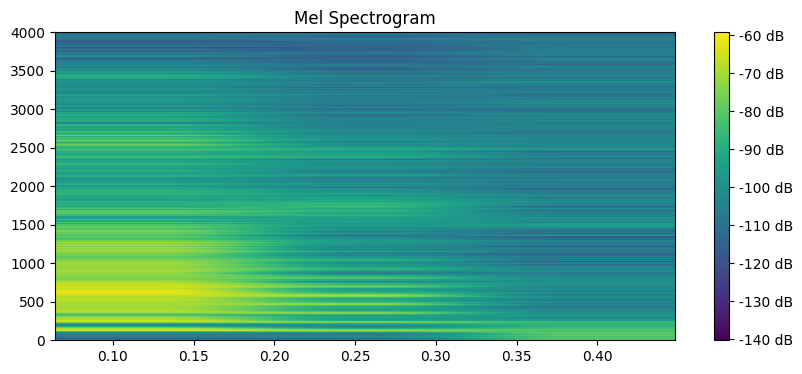 Mel Spectrogram
4000
3500
3000
2500
2000
1500
1000
500
0
0.10 0.15 0.20 0.25 0.30 0.35 0.40
-60 dB
-70 dB
-80 dB
-90 dB
-100 dB
-110 dB
-120 dB
-130 dB
-140 dB